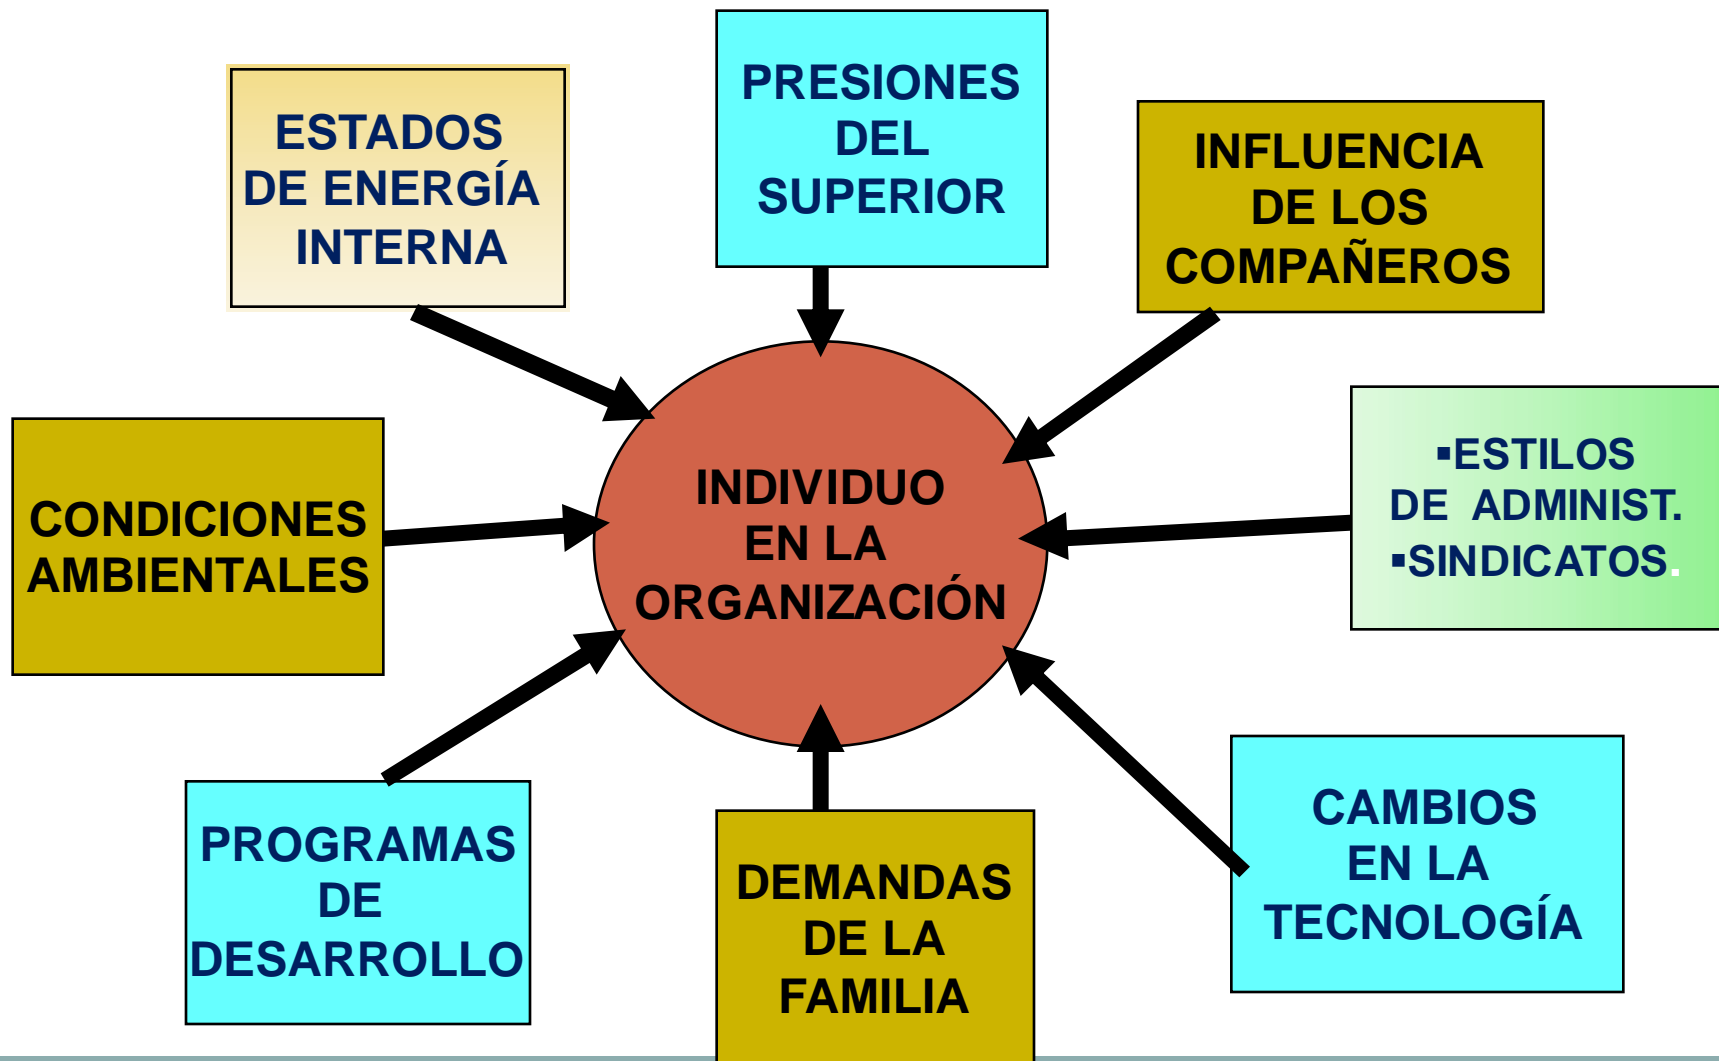 ESTADOS
DE ENERGÍA
INTERNA
PRESIONES
DEL
SUPERIOR
INFLUENCIA
DE LOS
COMPAÑEROS
CONDICIONES
AMBIENTALES
INDIVIDUO
EN LA
ORGANIZACIÓN
▪ESTILOS
DE ADMINIST.
▪SINDICATOS.
PROGRAMAS
DE
DESARROLLO
DEMANDAS
DE LA
FAMILIA
CAMBIOS
EN LA
TECNOLOGÍA